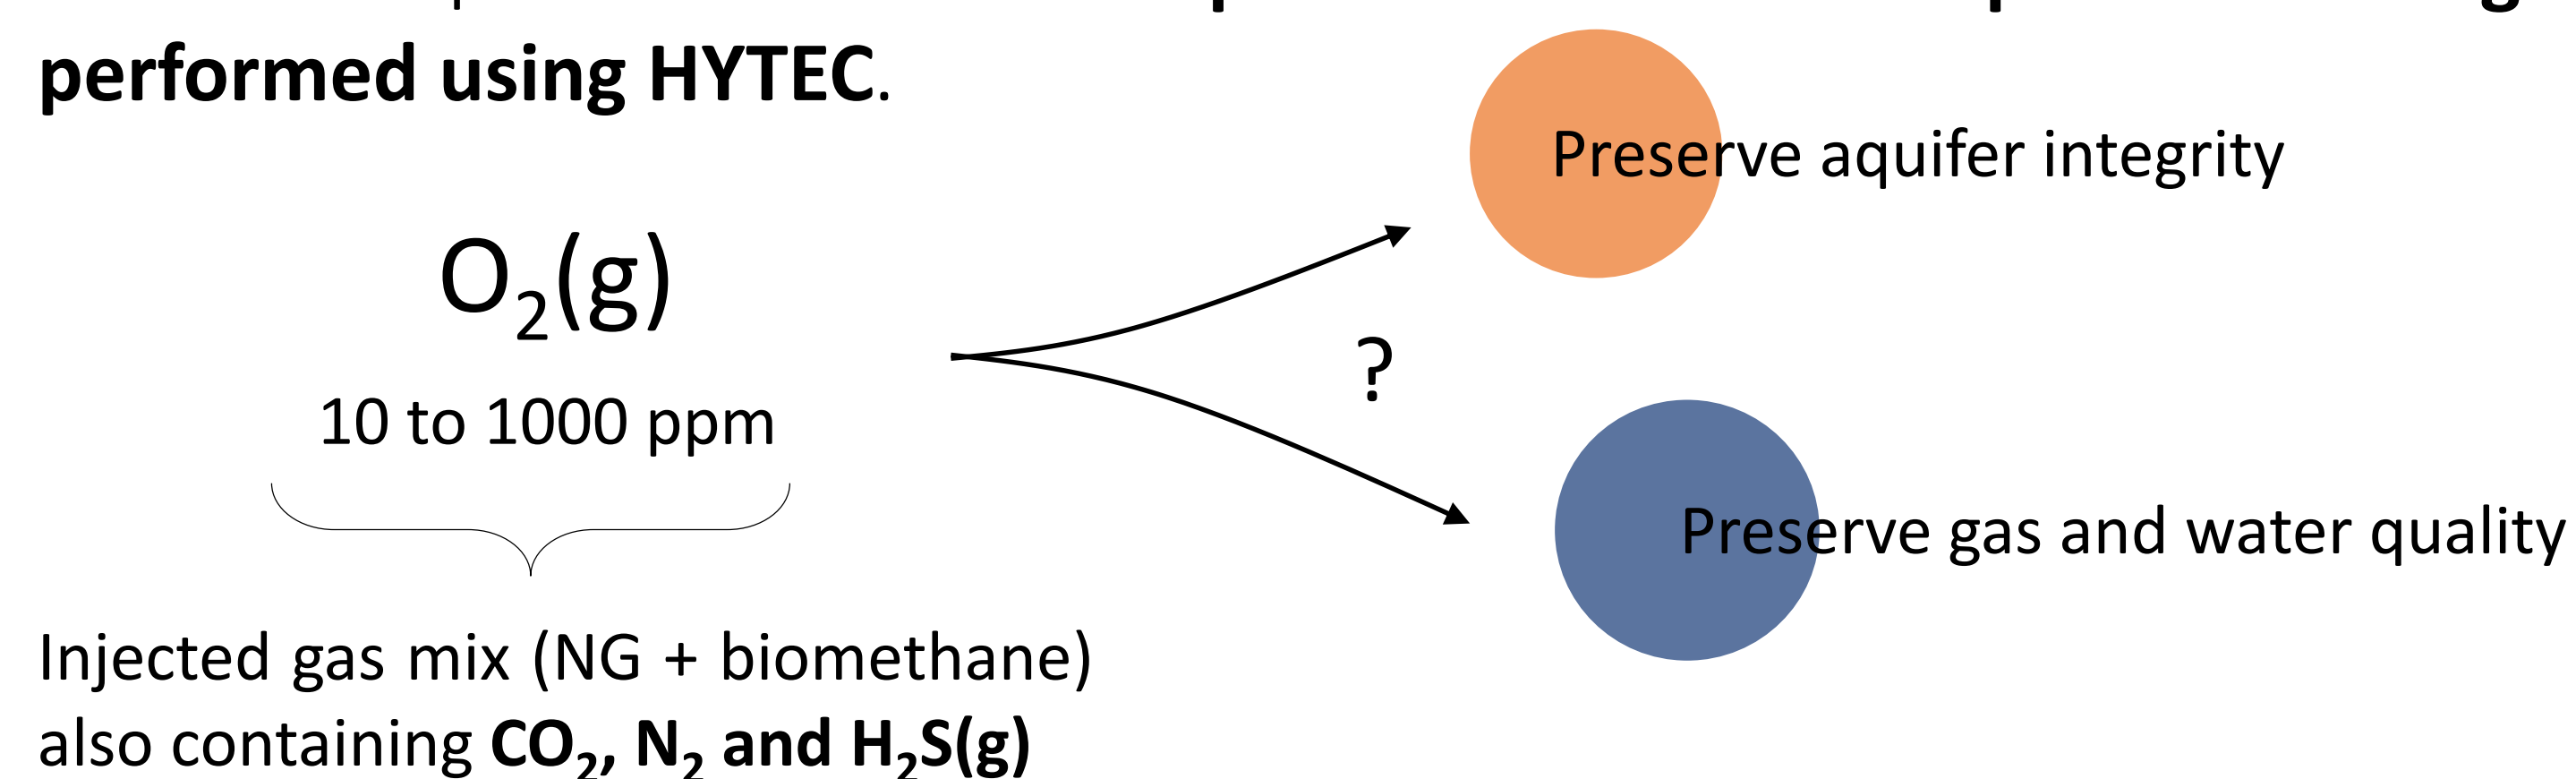 performed using HYTEC.
Preserve aquifer integrity
O₂(g)
?
10 to 1000 ppm
Preserve gas and water quality
Injected gas mix (NG + biomethane)
also containing CO₂, N₂ and H₂S(g)